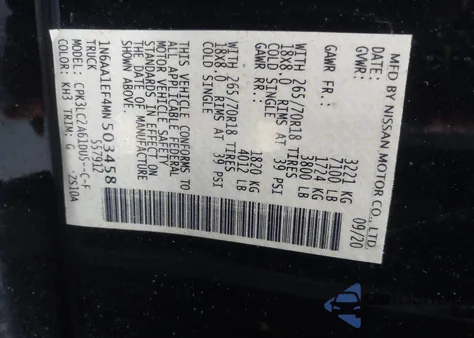 MFD BY NISSAN MOTOR CO., LTD.
DATE: 09/20
GVWR: 3221 KG
7100 LB
GAWR FR: 1724 KG
3800 LB
WITH 265/70R18 TIRES
18X8.0 RIMS AT 39 PSI
COLD SINGLE
GAWR RR: 1820 KG
4012 LB
WITH 265/70R18 TIRES
18X8.0 RIMS AT 39 PSI
COLD SINGLE
THIS VEHICLE CONFORMS TO
ALL APPLICABLE FEDERAL
MOTOR VEHICLE SAFETY
STANDARDS IN EFFECT ON
THE DATE OF MANUFACTURE
SHOWN ABOVE
1N6AA1EF4MN503458
TRUCK
COLOR: KH3 TRIM: G